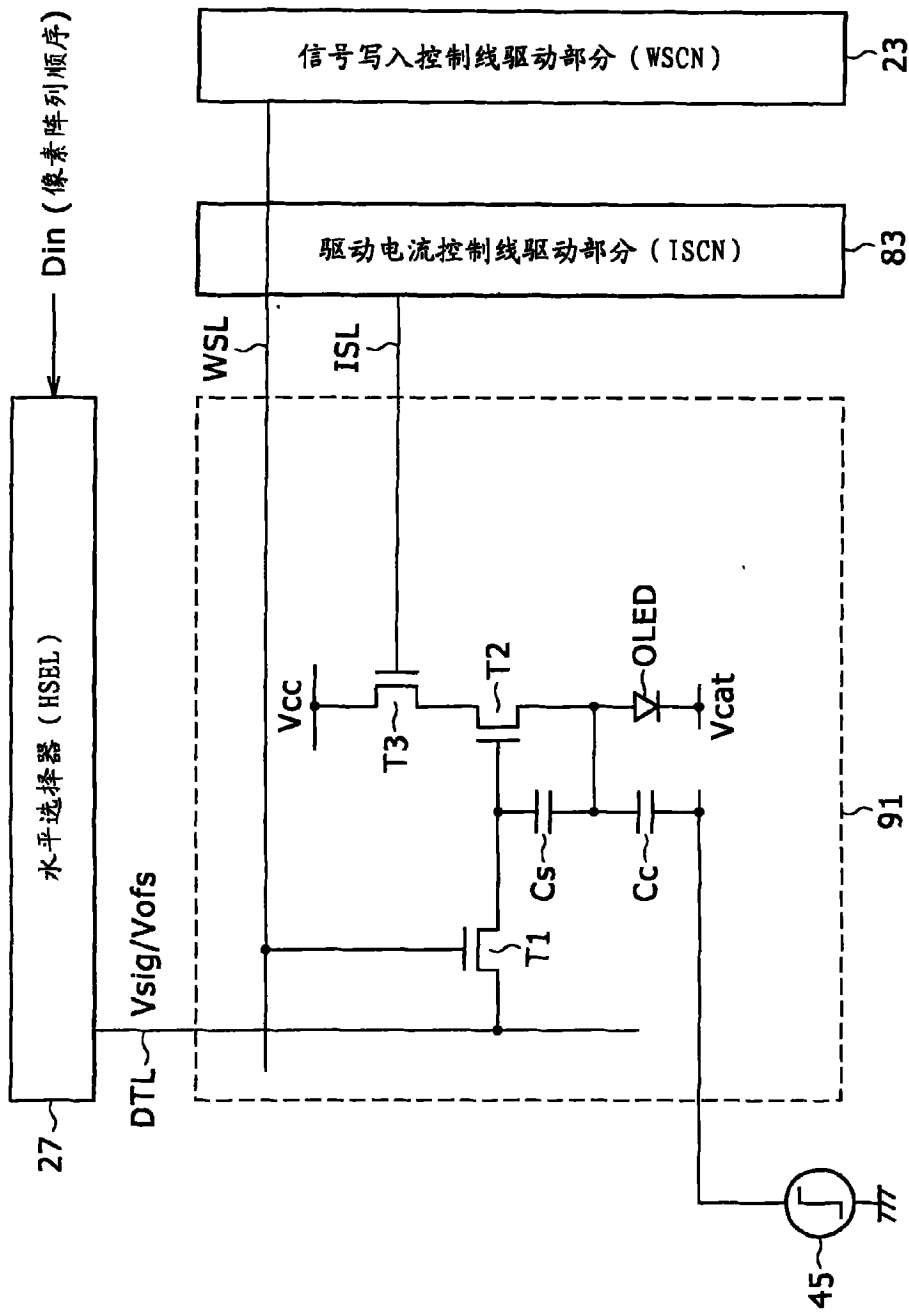 Din (像素阵列顺序)
水平选择器 (HSEL)
27
DTL
Vsig/Vofs
WSL
ISL
信号写入控制线驱动部分 (WSCN)
23
驱动电流控制线驱动部分 (ISCN)
83
Vcc
T3
T2
T1
Cs
Cc
OLED
Vcat
91
45